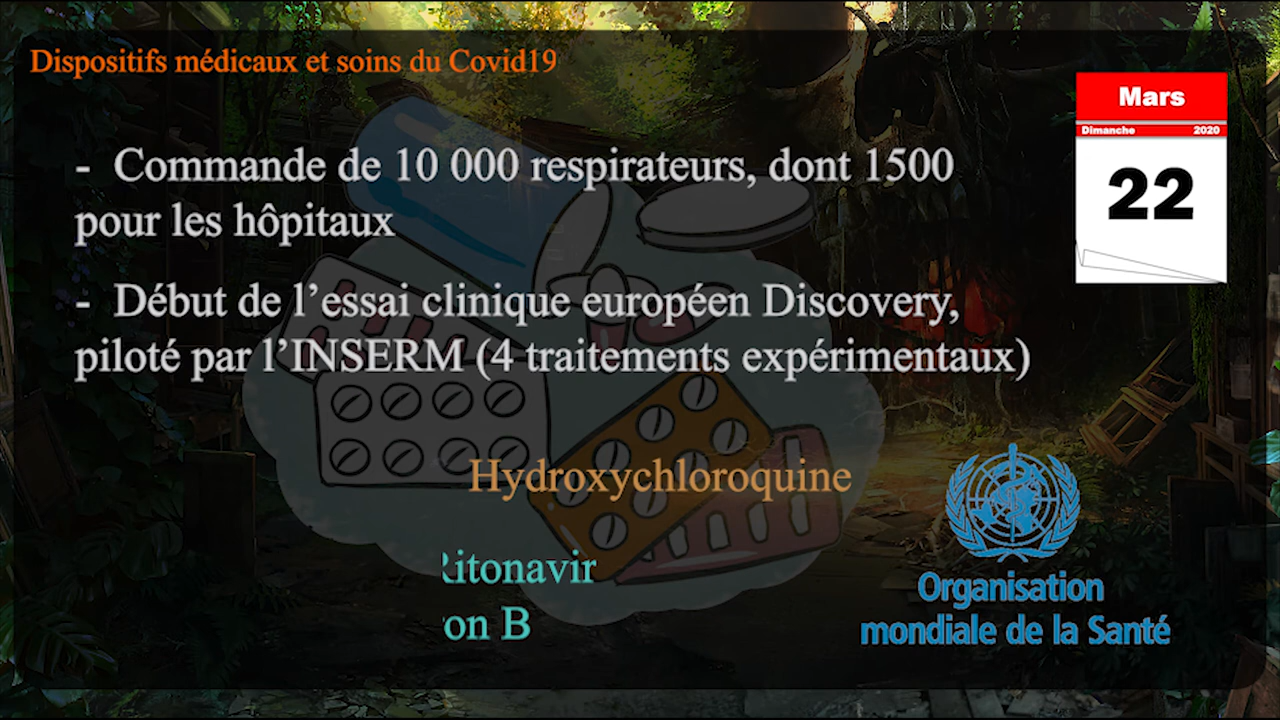 Dispositifs médicaux et soins du Covid19
Mars
Dimanche 2020
22
- Commande de 10 000 respirateurs, dont 1500
pour les hôpitaux
- Début de l’essai clinique européen Discovery,
piloté par l’INSERM (4 traitements expérimentaux)
Hydroxychloroquine
itonavir
on B
Organisation
mondiale de la Santé